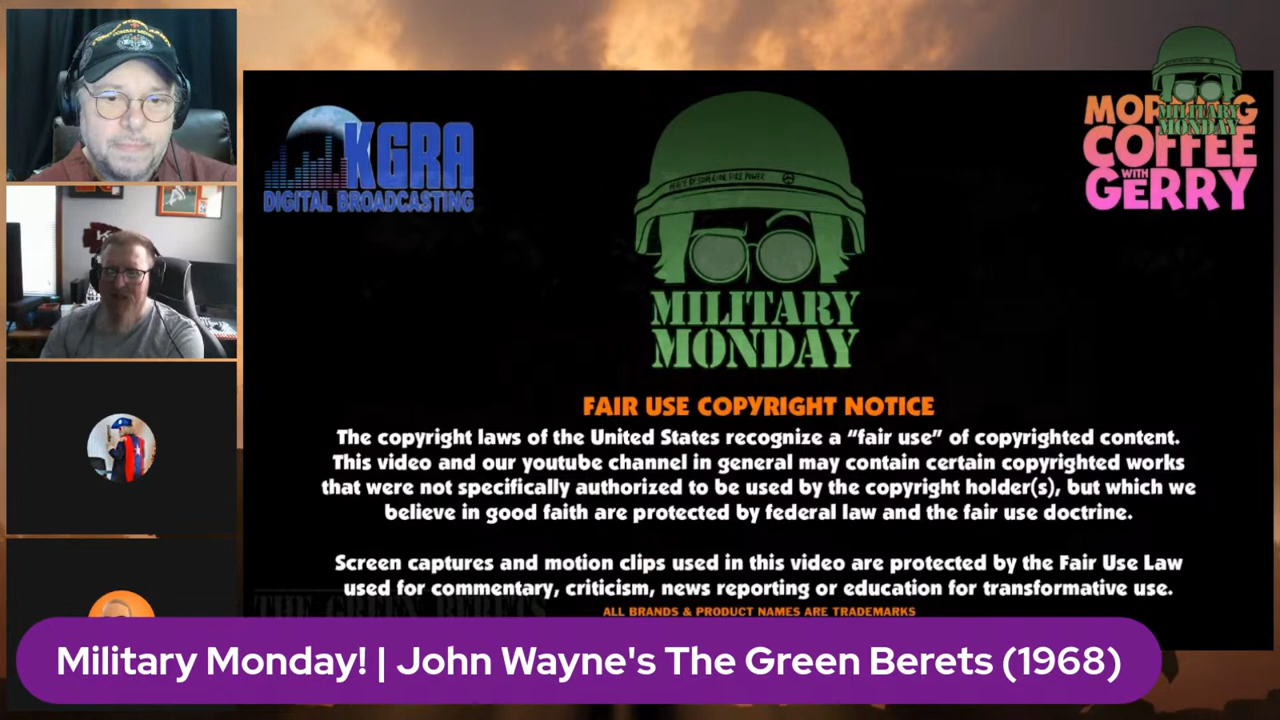 KGRA
DIGITAL BROADCASTING
MORNING
COFFEE
WITH
GERRY
MILITARY
MONDAY
MILITARY
MONDAY
FAIR USE COPYRIGHT NOTICE
The copyright laws of the United States recognize a “fair use” of copyrighted content.
This video and our youtube channel in general may contain certain copyrighted works
that were not specifically authorized to be used by the copyright holder(s), but which we
believe in good faith are protected by federal law and the fair use doctrine.
Screen captures and motion clips used in this video are protected by the Fair Use Law
used for commentary, criticism, news reporting or education for transformative use.
THE GREEN BERETS
ALL BRANDS & PRODUCT NAMES ARE TRADEMARKS
Military Monday! | John Wayne's The Green Berets (1968)